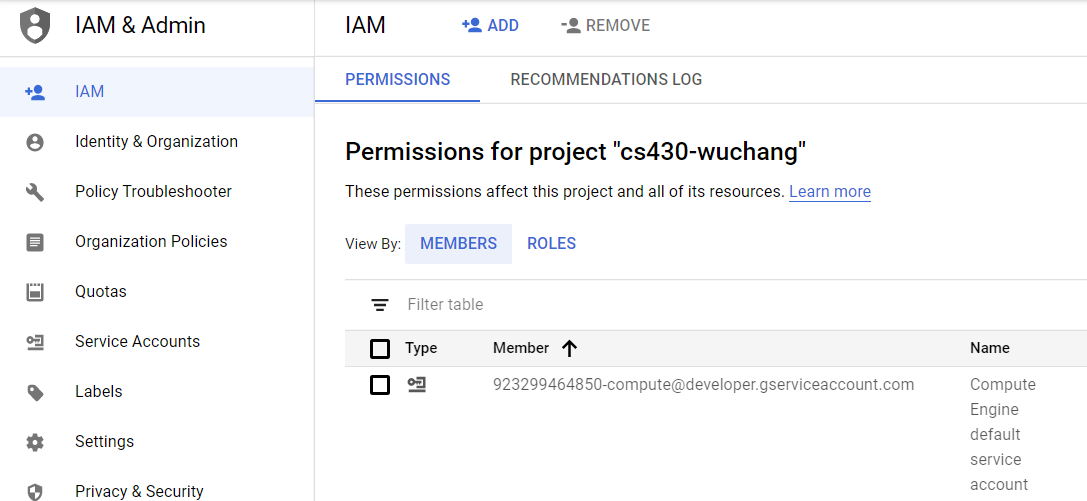 IAM & Admin
IAM
ADD
REMOVE
IAM
Identity & Organization
Policy Troubleshooter
Organization Policies
Quotas
Service Accounts
Labels
Settings
Privacy & Security
PERMISSIONS
RECOMMENDATIONS LOG
Permissions for project "cs430-wuchang"
These permissions affect this project and all of its resources. Learn more
View By: MEMBERS ROLES
Filter table
Type Member Name
923299464850-compute@developer.gserviceaccount.com
Compute
Engine
default
service
account